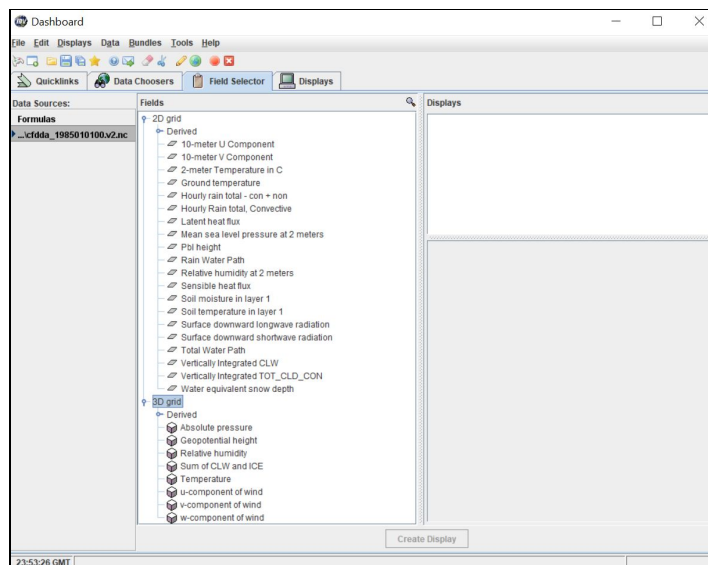 IDV Dashboard
File Edit Displays Data Bundles Tools Help
Quicklinks Data Choosers Field Selector Displays
Data Sources:
Formulas
...\cfdda_1985010100.v2.nc
Fields
2D grid
Derived
10-meter U Component
10-meter V Component
2-meter Temperature in C
Ground temperature
Hourly rain total - con + non
Hourly Rain total, Convective
Latent heat flux
Mean sea level pressure at 2 meters
Pbl height
Rain Water Path
Relative humidity at 2 meters
Sensible heat flux
Soil moisture in layer 1
Soil temperature in layer 1
Surface downward longwave radiation
Surface downward shortwave radiation
Total Water Path
Vertically Integrated CLW
Vertically Integrated TOT_CLD_CON
Water equivalent snow depth
3D grid
Derived
Absolute pressure
Geopotential height
Relative humidity
Sum of CLW and ICE
Temperature
u-component of wind
v-component of wind
w-component of wind
Displays
Create Display
23:53:26 GMT